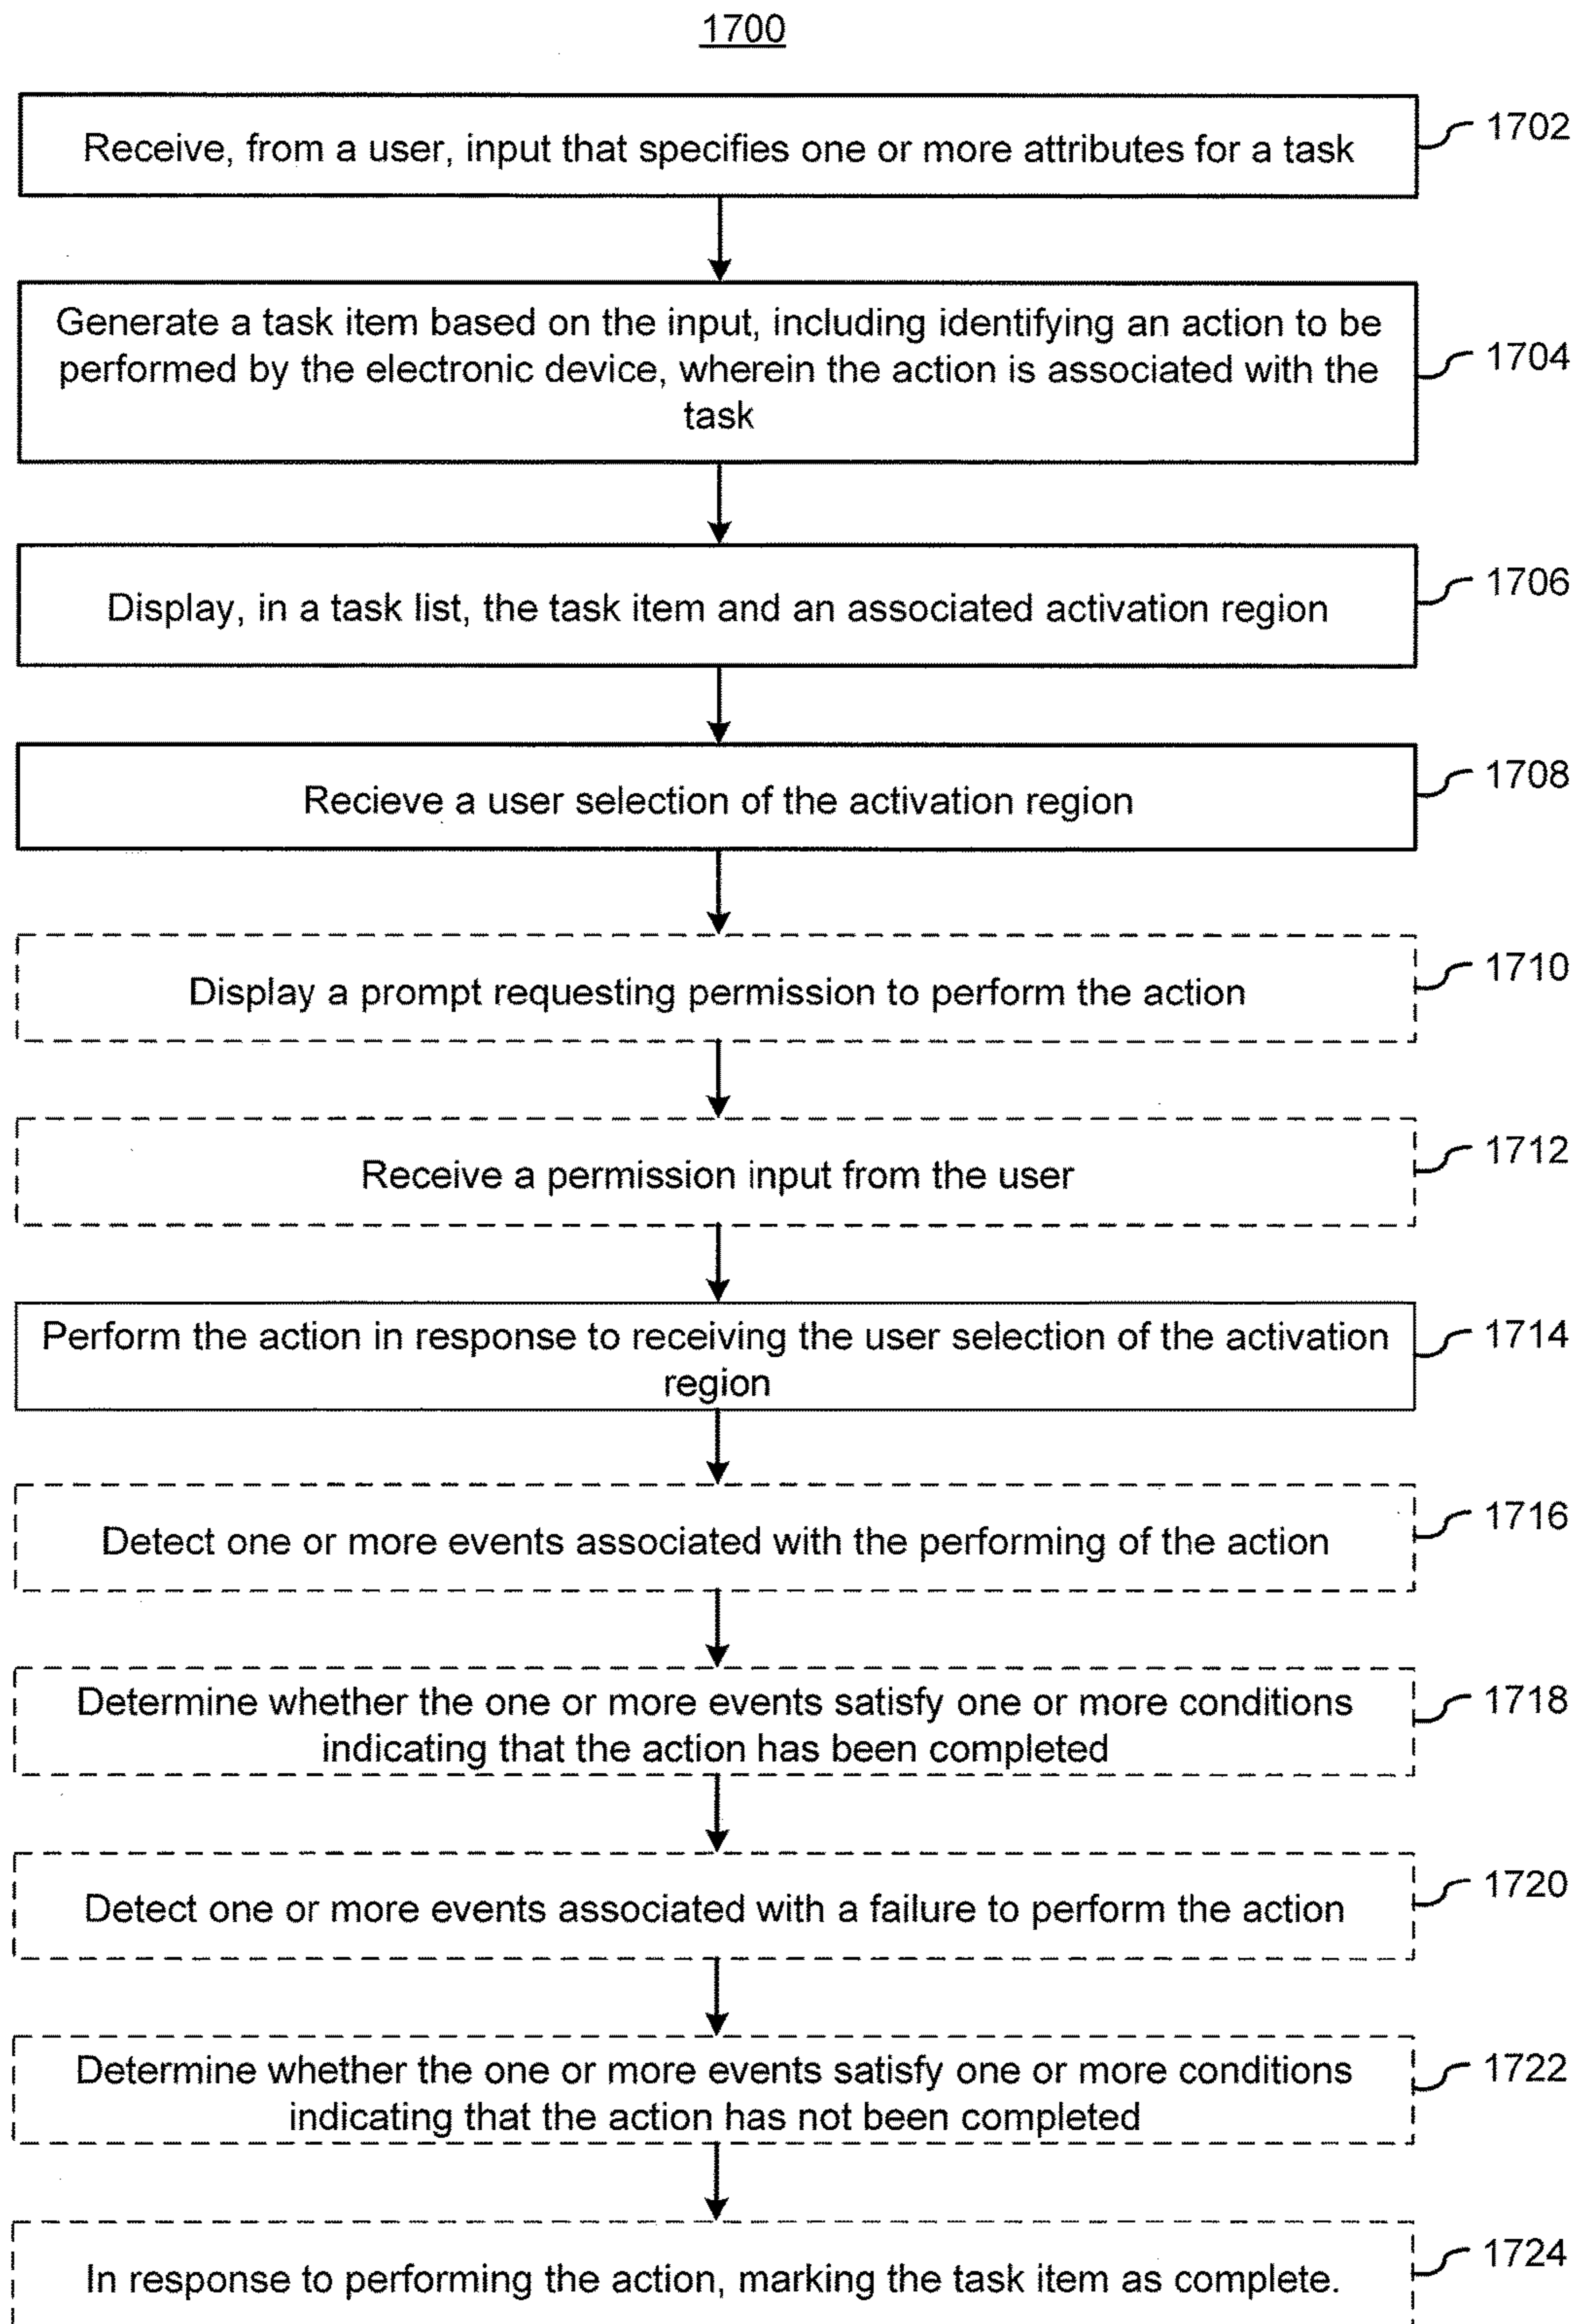 1700
Receive, from a user, input that specifies one or more attributes for a task
1702
Generate a task item based on the input, including identifying an action to be
performed by the electronic device, wherein the action is associated with the
task
1704
Display, in a task list, the task item and an associated activation region
1706
Recieve a user selection of the activation region
1708
Display a prompt requesting permission to perform the action
1710
Receive a permission input from the user
1712
Perform the action in response to receiving the user selection of the activation
region
1714
Detect one or more events associated with the performing of the action
1716
Determine whether the one or more events satisfy one or more conditions
indicating that the action has been completed
1718
Detect one or more events associated with a failure to perform the action
1720
Determine whether the one or more events satisfy one or more conditions
indicating that the action has not been completed
1722
In response to performing the action, marking the task item as complete.
1724